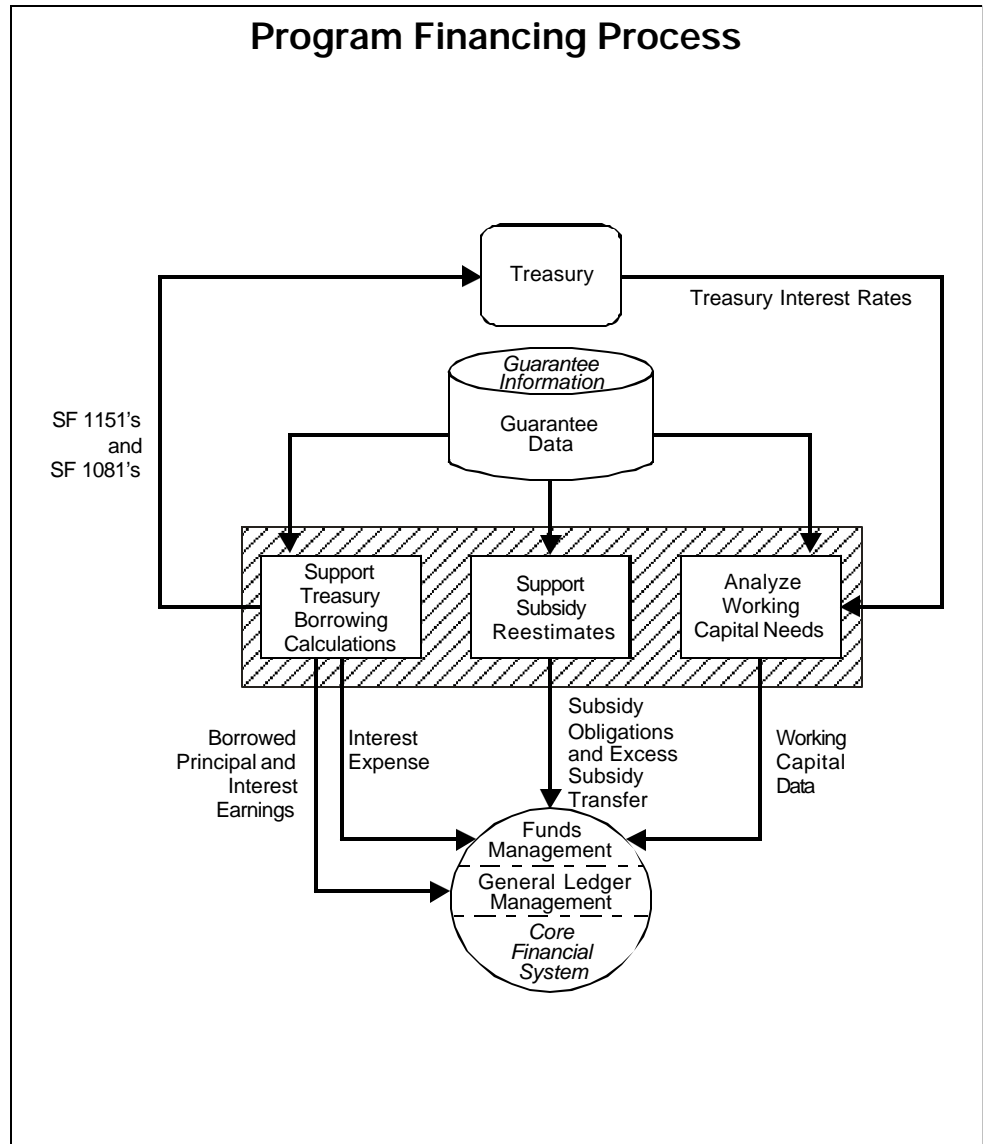 Program Financing Process
Treasury
Treasury Interest Rates
Guarantee
Information
Guarantee
Data
SF 1151's
and
SF 1081's
Support
Treasury
Borrowing
Calculations
Support
Subsidy
Reestimates
Analyze
Working
Capital Needs
Borrowed
Principal and
Interest
Earnings
Interest
Expense
Subsidy
Obligations
and Excess
Subsidy
Transfer
Working
Capital
Data
Funds
Management
General Ledger
Management
Core
Financial
System